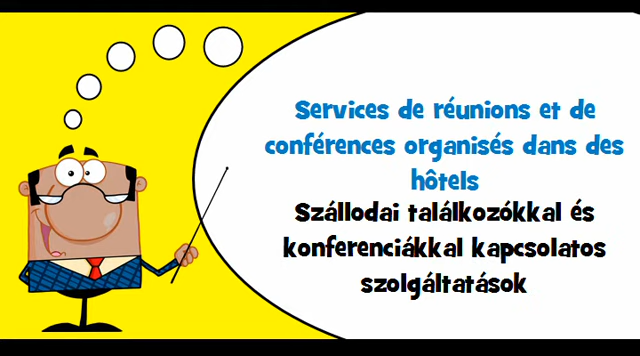 Services de réunions et de
conférences organisés dans des
hôtels
Szállodai találkozókkal és
konferenciákkal kapcsolatos
szolgáltatások